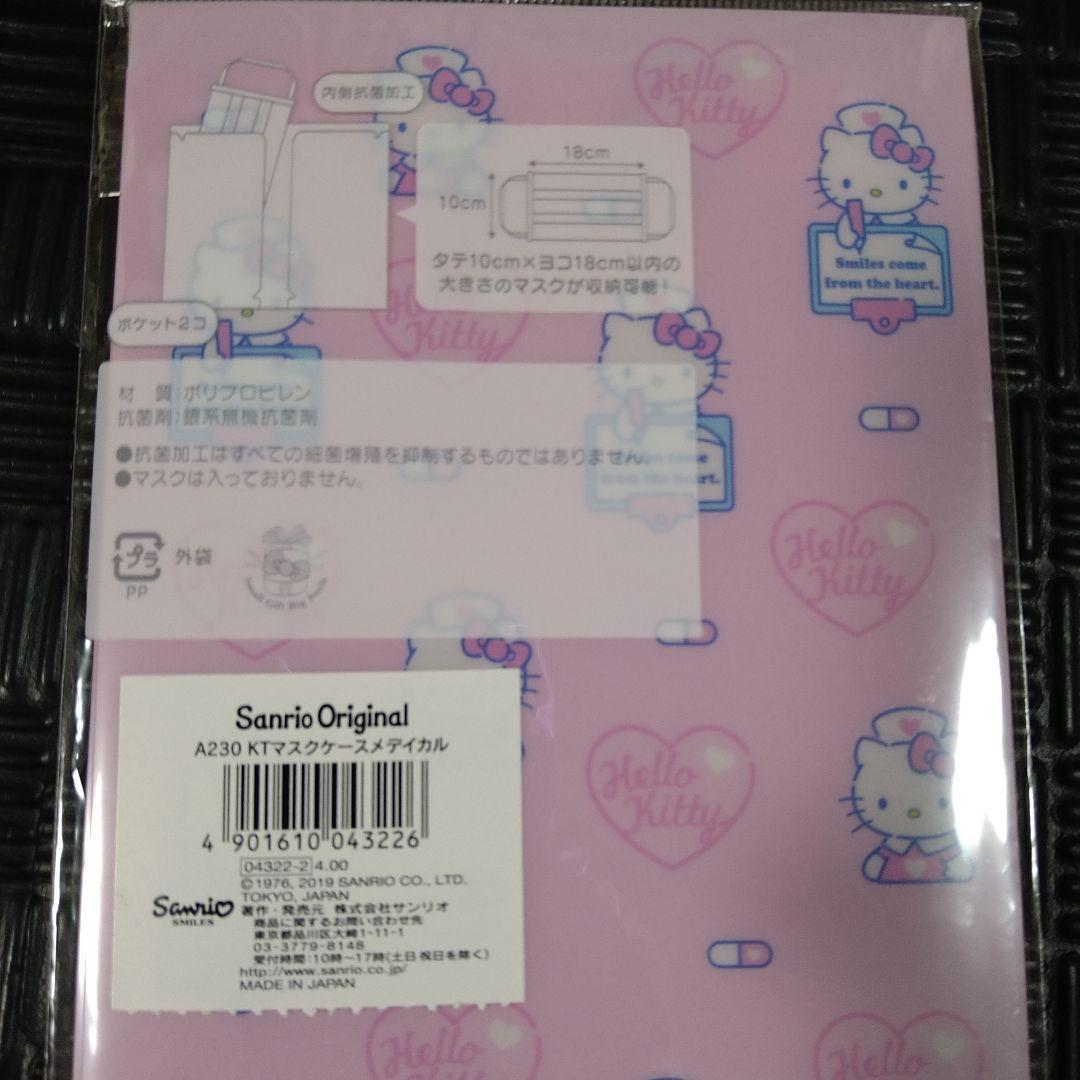 内側抗菌加工
Hello
Kitty
18cm
10cm
タテ10cm×ヨコ18cm以内の
大きさのマスクが収納可能!
Smiles come
from the heart.
Kitty
ポケット2コ
材 質:ポリプロピレン
抗菌剤:銀系無機抗菌剤
●抗菌加工はすべての細菌増殖を抑制するものではありません。
●マスクは入っておりません。
come
from the heart.
Hello
Kitty
プラ
外袋
PP
Small Gift Big Smile
Sanrio Original
A230 KTマスクケースメデイカル
Hello
Kitty
4 901610 043226
04322-2 4.00
©1976, 2019 SANRIO CO., LTD.
TOKYO, JAPAN
Sanrio
SMILES
著作・発売元 株式会社サンリオ
商品に関するお問い合わせ先
東京都品川区大崎1-11-1
03-3779-8148
受付時間:10時~17時(土日祝日を除く)
http://www.sanrio.co.jp/
MADE IN JAPAN
Hello
Hello